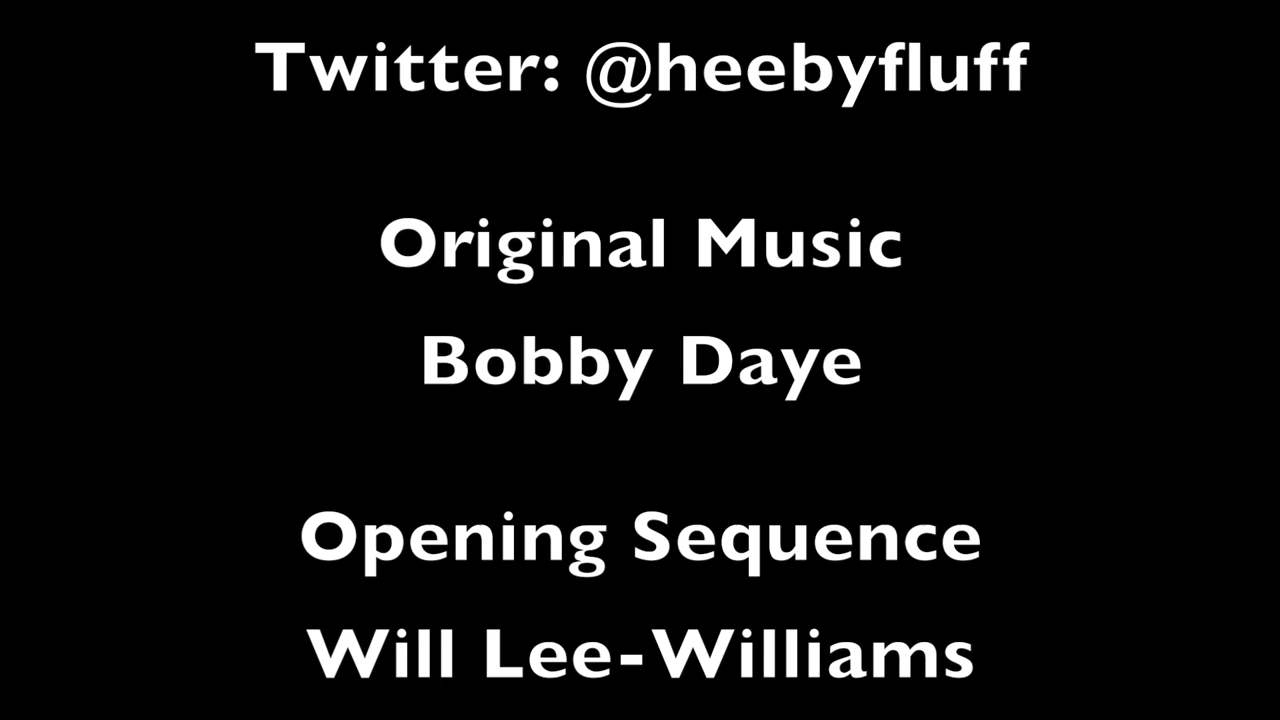 Twitter: @heebyfluff
Original Music
Bobby Daye
Opening Sequence
Will Lee-Williams